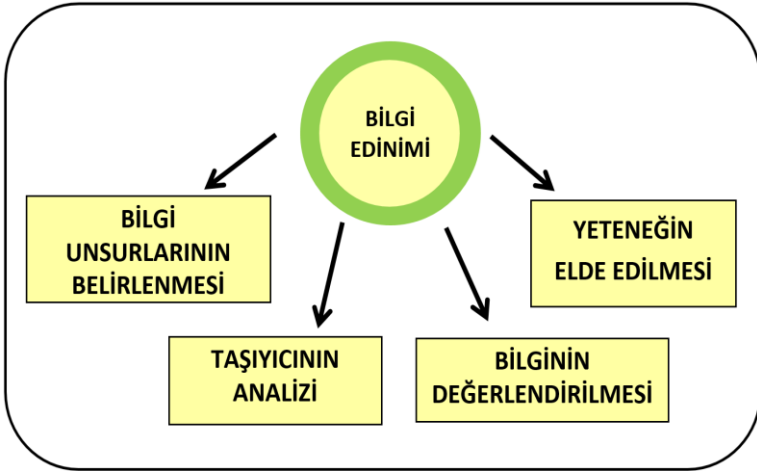 BİLGİ
EDİNİMİ
BİLGİ
UNSURLARININ
BELİRLENMESİ
TAŞIYICININ
ANALİZİ
BİLGİNİN
DEĞERLENDİRİLMESİ
YETENEĞİN
ELDE EDİLMESİ